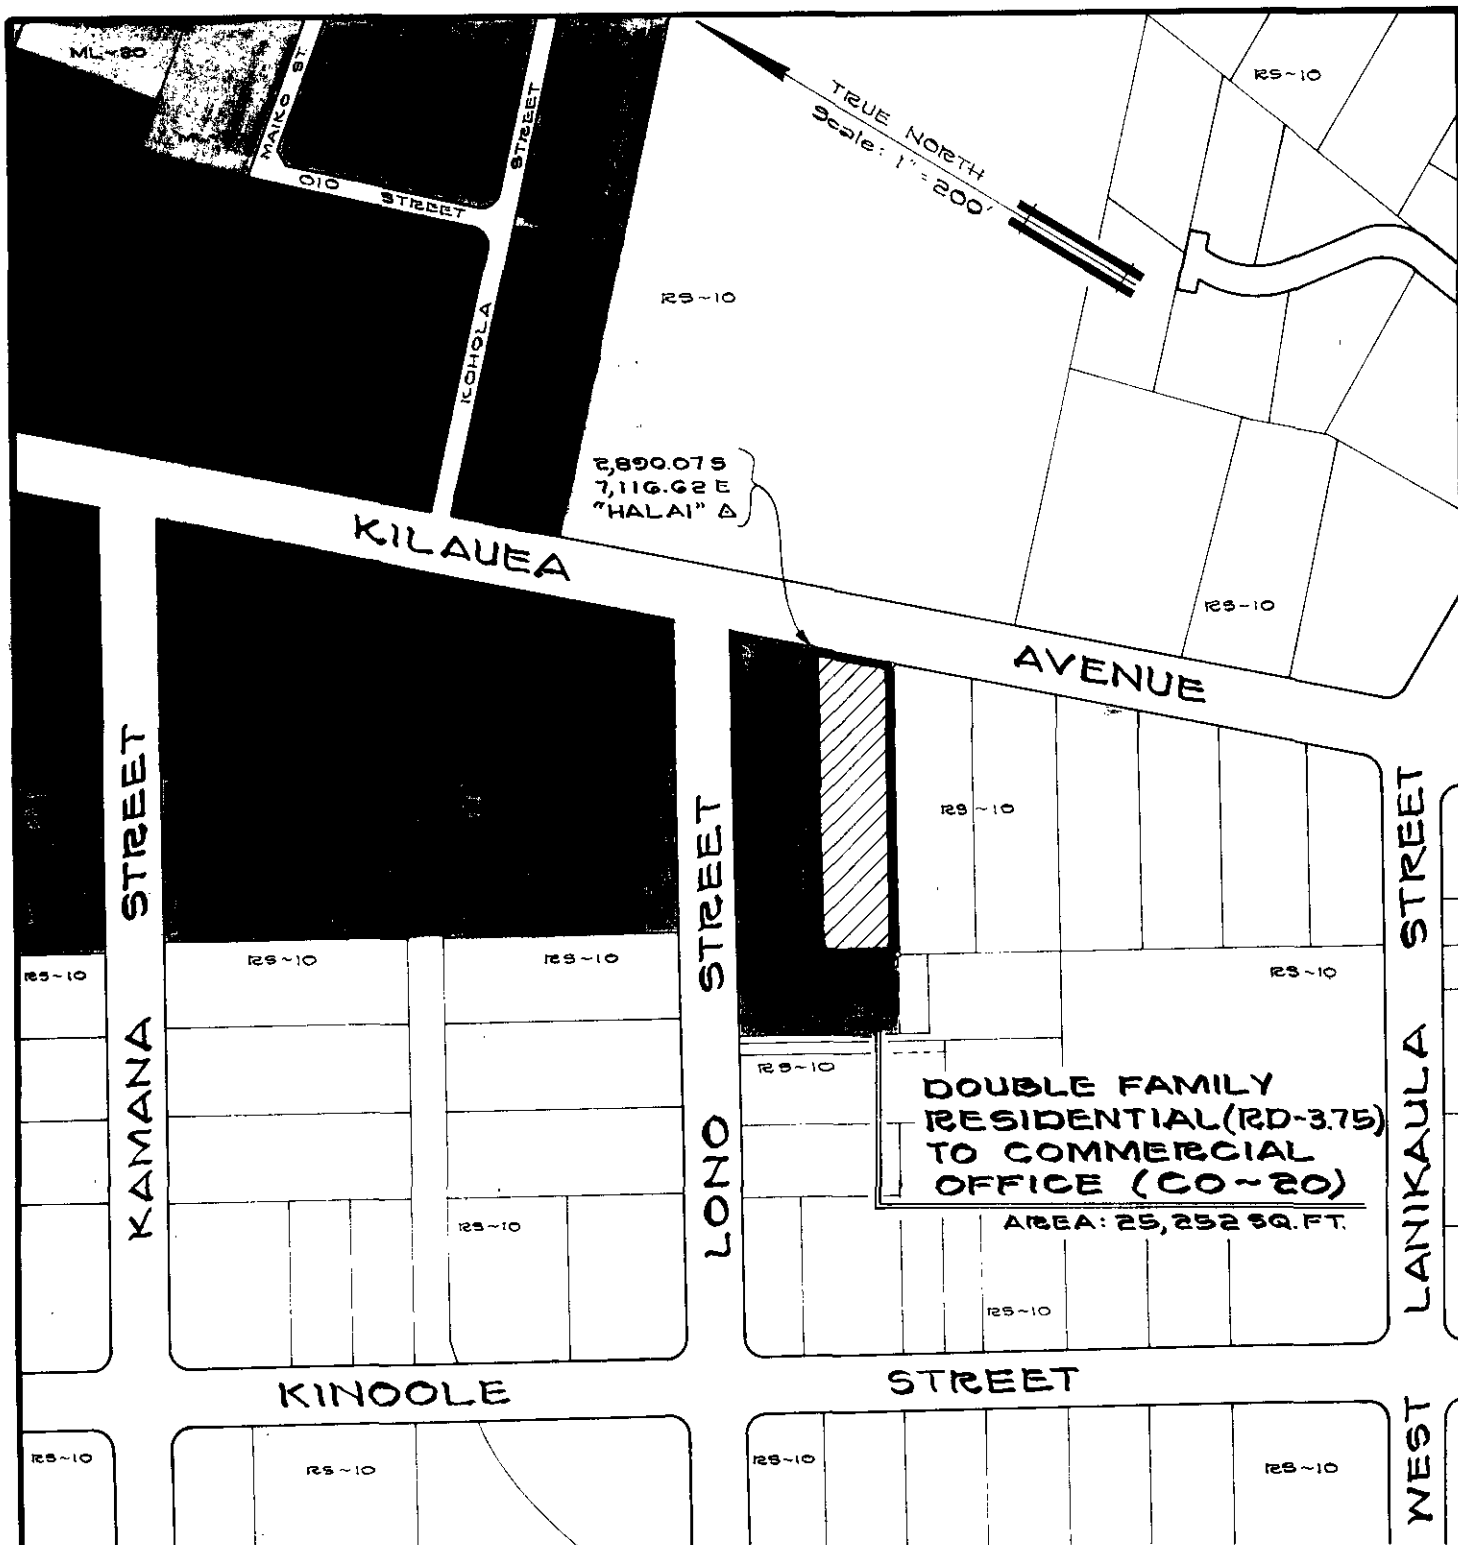 ML~20
MAIKO ST.
OIO STREET
KOHOLA STREET
TRUE NORTH
Scale: 1" = 200'
RS~10
RS~10
2,890.07 S
7,116.62 E
"HALAI" △
KILAUEA AVENUE
RS~10
KAMANA STREET
LONO STREET
RS~10
WEST LANIKAULA STREET
RS~10
RS~10
RS~10
RS~10
RS~10
DOUBLE FAMILY
RESIDENTIAL (RD-3.75)
TO COMMERCIAL
OFFICE (CO~20)
AREA: 25,252 SQ. FT.
RS~10
RS~10
KINOOLE STREET
RS~10
RS~10
RS~10
RS~10